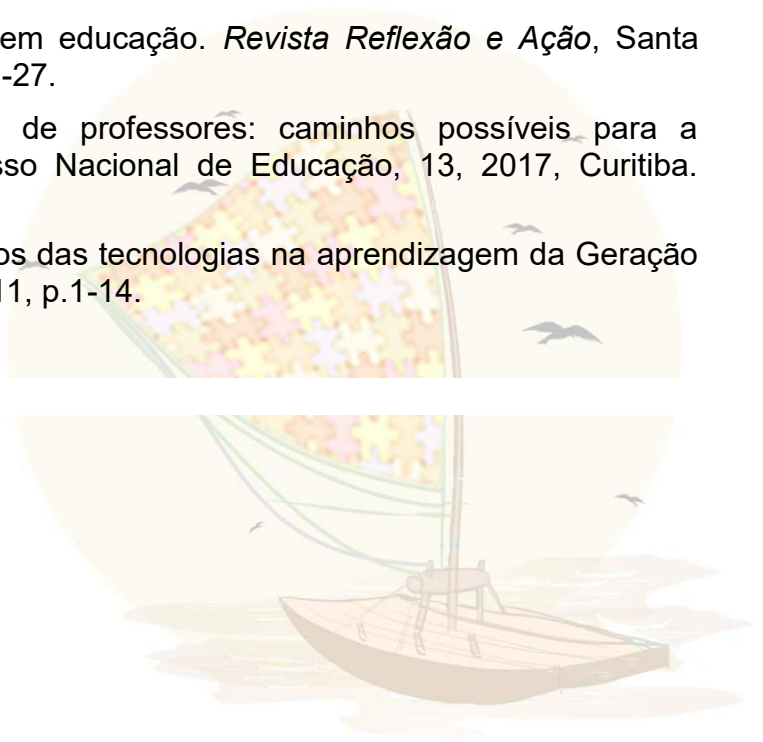 em educação. Revista Reflexão e Ação, Santa
-27.
de professores: caminhos possíveis para a
sso Nacional de Educação, 13, 2017, Curitiba.
os das tecnologias na aprendizagem da Geração
11, p.1-14.